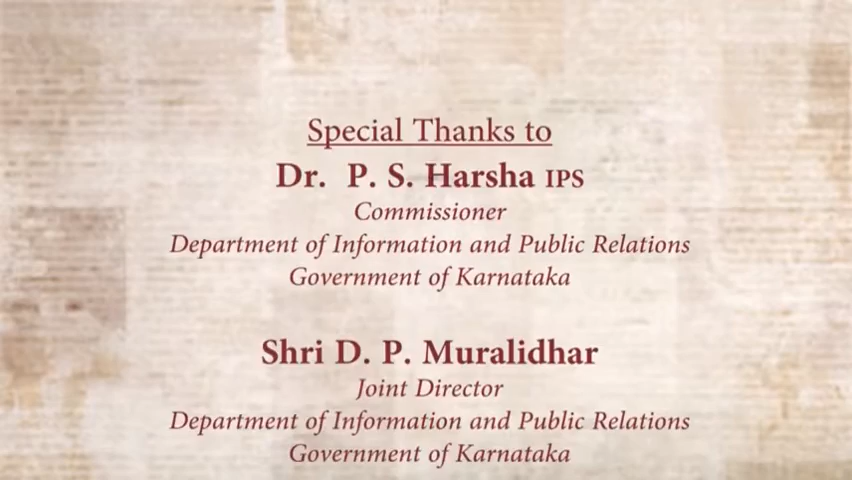 Special Thanks to
Dr. P. S. Harsha IPS
Commissioner
Department of Information and Public Relations
Government of Karnataka
Shri D. P. Muralidhar
Joint Director
Department of Information and Public Relations
Government of Karnataka